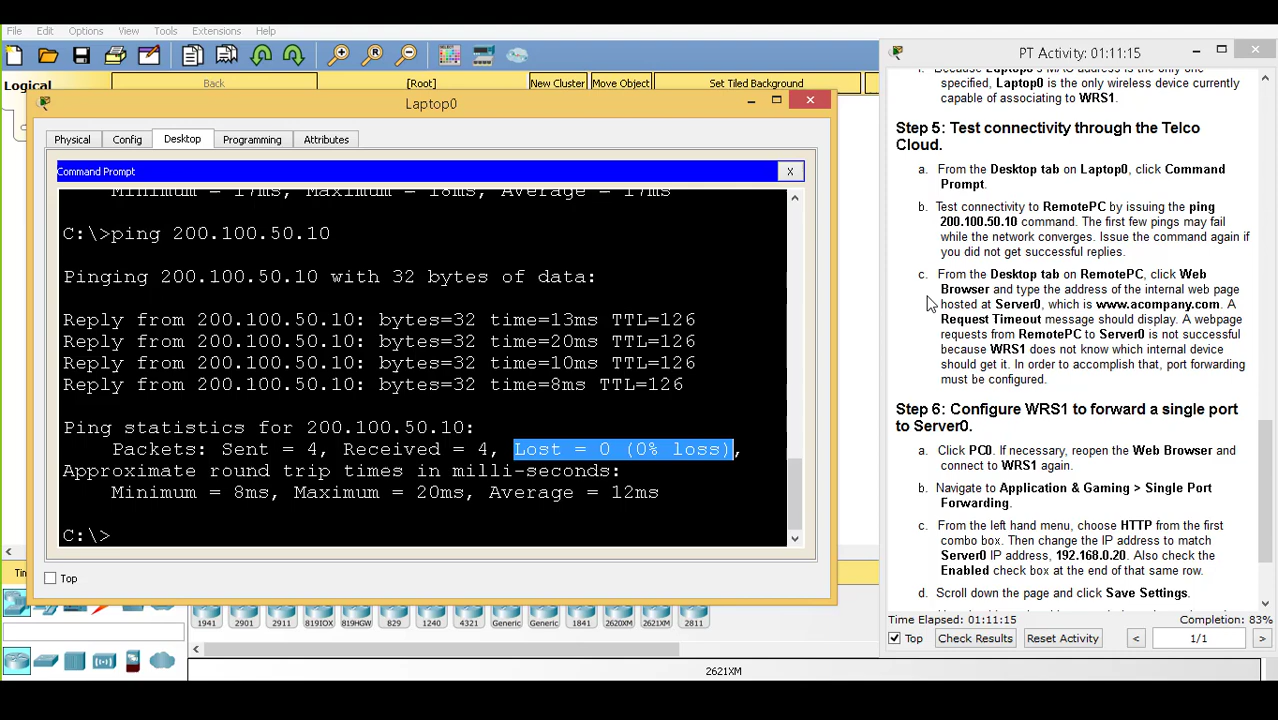 File Edit Options View Tools Extensions Help
PT Activity: 01:11:15
Logical Back [Root] New Cluster Move Object Set Tiled Background
Laptop0
Physical Config Desktop Programming Attributes
Command Prompt X
Minimum = 17ms, Maximum = 18ms, Average = 17ms
C:\>ping 200.100.50.10
Pinging 200.100.50.10 with 32 bytes of data:
Reply from 200.100.50.10: bytes=32 time=13ms TTL=126
Reply from 200.100.50.10: bytes=32 time=20ms TTL=126
Reply from 200.100.50.10: bytes=32 time=10ms TTL=126
Reply from 200.100.50.10: bytes=32 time=8ms TTL=126
Ping statistics for 200.100.50.10:
Packets: Sent = 4, Received = 4, Lost = 0 (0% loss),
Approximate round trip times in milli-seconds:
Minimum = 8ms, Maximum = 20ms, Average = 12ms
C:\>
Top
1941 2901 2911 819IOX 819HGW 829 1240 4321 Generic Generic 1841 2620XM 2621XM 2811
2621XM
Because Laptop0's MAC address is the only one
specified, Laptop0 is the only wireless device currently
capable of associating to WRS1.
Step 5: Test connectivity through the Telco
Cloud.
a. From the Desktop tab on Laptop0, click Command
Prompt.
b. Test connectivity to RemotePC by issuing the ping
200.100.50.10 command. The first few pings may fail
while the network converges. Issue the command again if
you did not get successful replies.
c. From the Desktop tab on RemotePC, click Web
Browser and type the address of the internal web page
hosted at Server0, which is www.acompany.com. A
Request Timeout message should display. A webpage
requests from RemotePC to Server0 is not successful
because WRS1 does not know which internal device
should get it. In order to accomplish that, port forwarding
must be configured.
Step 6: Configure WRS1 to forward a single port
to Server0.
a. Click PC0. If necessary, reopen the Web Browser and
connect to WRS1 again.
b. Navigate to Application & Gaming > Single Port
Forwarding.
c. From the left hand menu, choose HTTP from the first
combo box. Then change the IP address to match
Server0 IP address, 192.168.0.20. Also check the
Enabled check box at the end of that same row.
d. Scroll down the page and click Save Settings.
Time Elapsed: 01:11:15 Completion: 83%
Top Check Results Reset Activity < 1/1 >